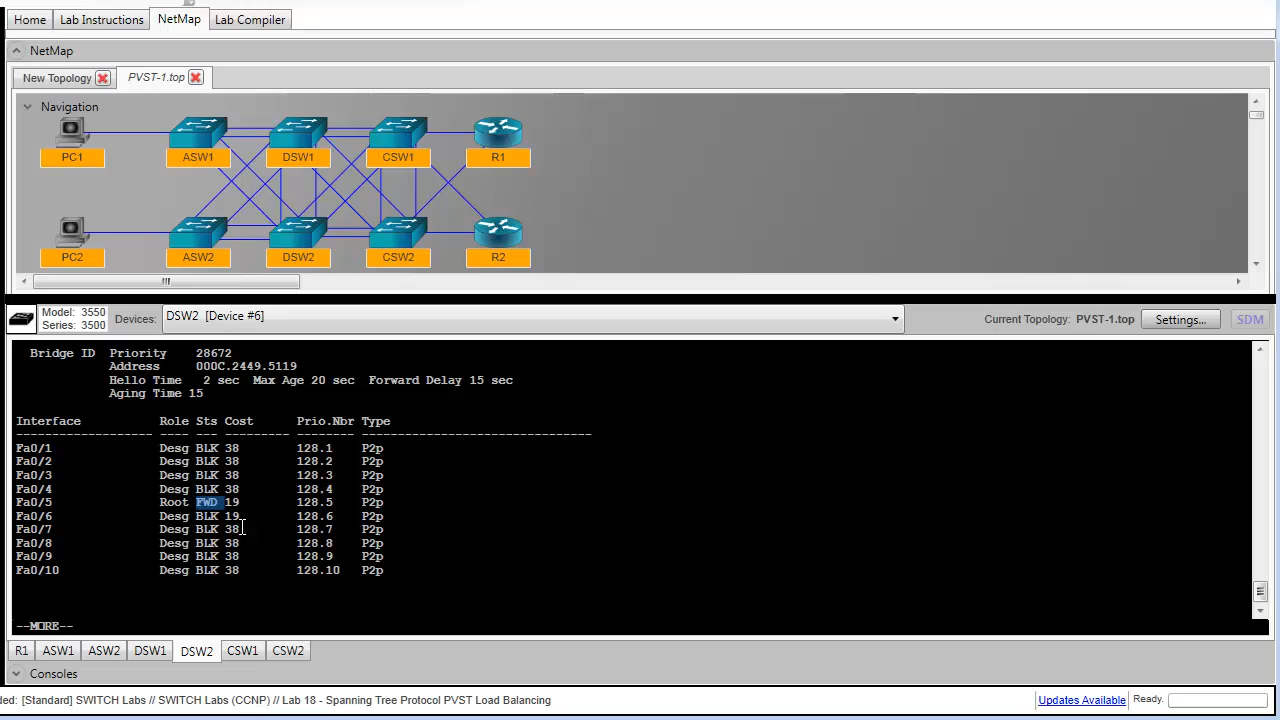 Home Lab Instructions NetMap Lab Compiler
NetMap
New Topology PVST-1.top
Navigation
PC1 ASW1 DSW1 CSW1 R1
PC2 ASW2 DSW2 CSW2 R2
Model: 3550
Series: 3500
Devices: DSW2 [Device #6] Current Topology: PVST-1.top Settings... SDM
Bridge ID Priority 28672
Address 000C.2449.5119
Hello Time 2 sec Max Age 20 sec Forward Delay 15 sec
Aging Time 15
Interface Role Sts Cost Prio.Nbr Type
------------------- ---- --- --------- -------- --------------------------------
Fa0/1 Desg BLK 38 128.1 P2p
Fa0/2 Desg BLK 38 128.2 P2p
Fa0/3 Desg BLK 38 128.3 P2p
Fa0/4 Desg BLK 38 128.4 P2p
Fa0/5 Root FWD 19 128.5 P2p
Fa0/6 Desg BLK 19 128.6 P2p
Fa0/7 Desg BLK 38 128.7 P2p
Fa0/8 Desg BLK 38 128.8 P2p
Fa0/9 Desg BLK 38 128.9 P2p
Fa0/10 Desg BLK 38 128.10 P2p
--MORE--
R1 ASW1 ASW2 DSW1 DSW2 CSW1 CSW2
Consoles
ded: [Standard] SWITCH Labs // SWITCH Labs (CCNP) // Lab 18 - Spanning Tree Protocol PVST Load Balancing Updates Available Ready.